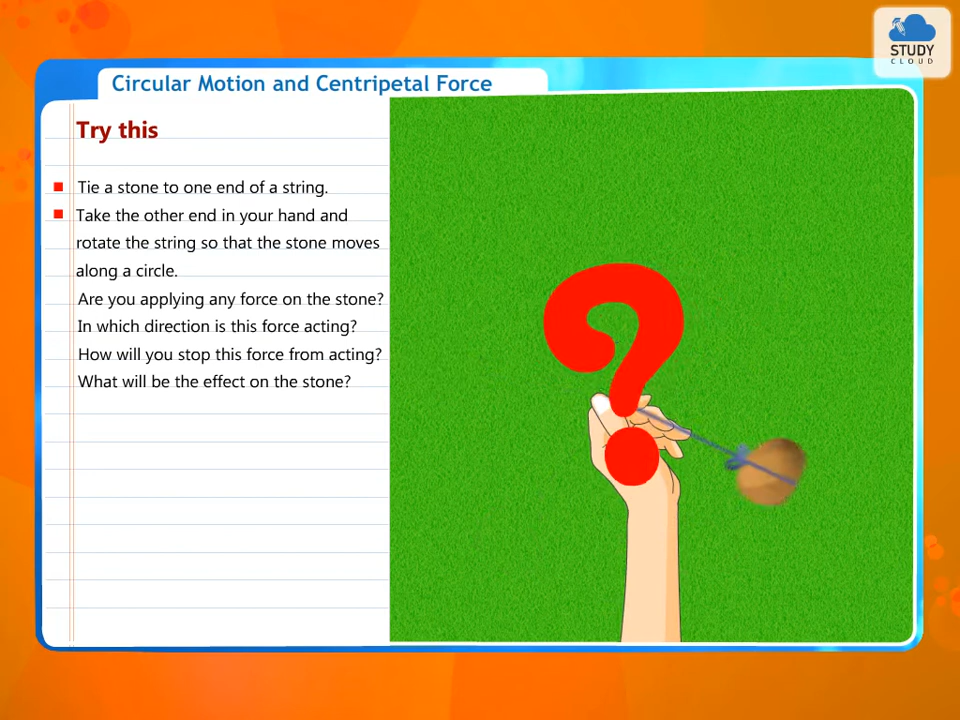 STUDY
CLOUD
Circular Motion and Centripetal Force
Try this
Tie a stone to one end of a string.
Take the other end in your hand and
rotate the string so that the stone moves
along a circle.
Are you applying any force on the stone?
In which direction is this force acting?
How will you stop this force from acting?
What will be the effect on the stone?
?